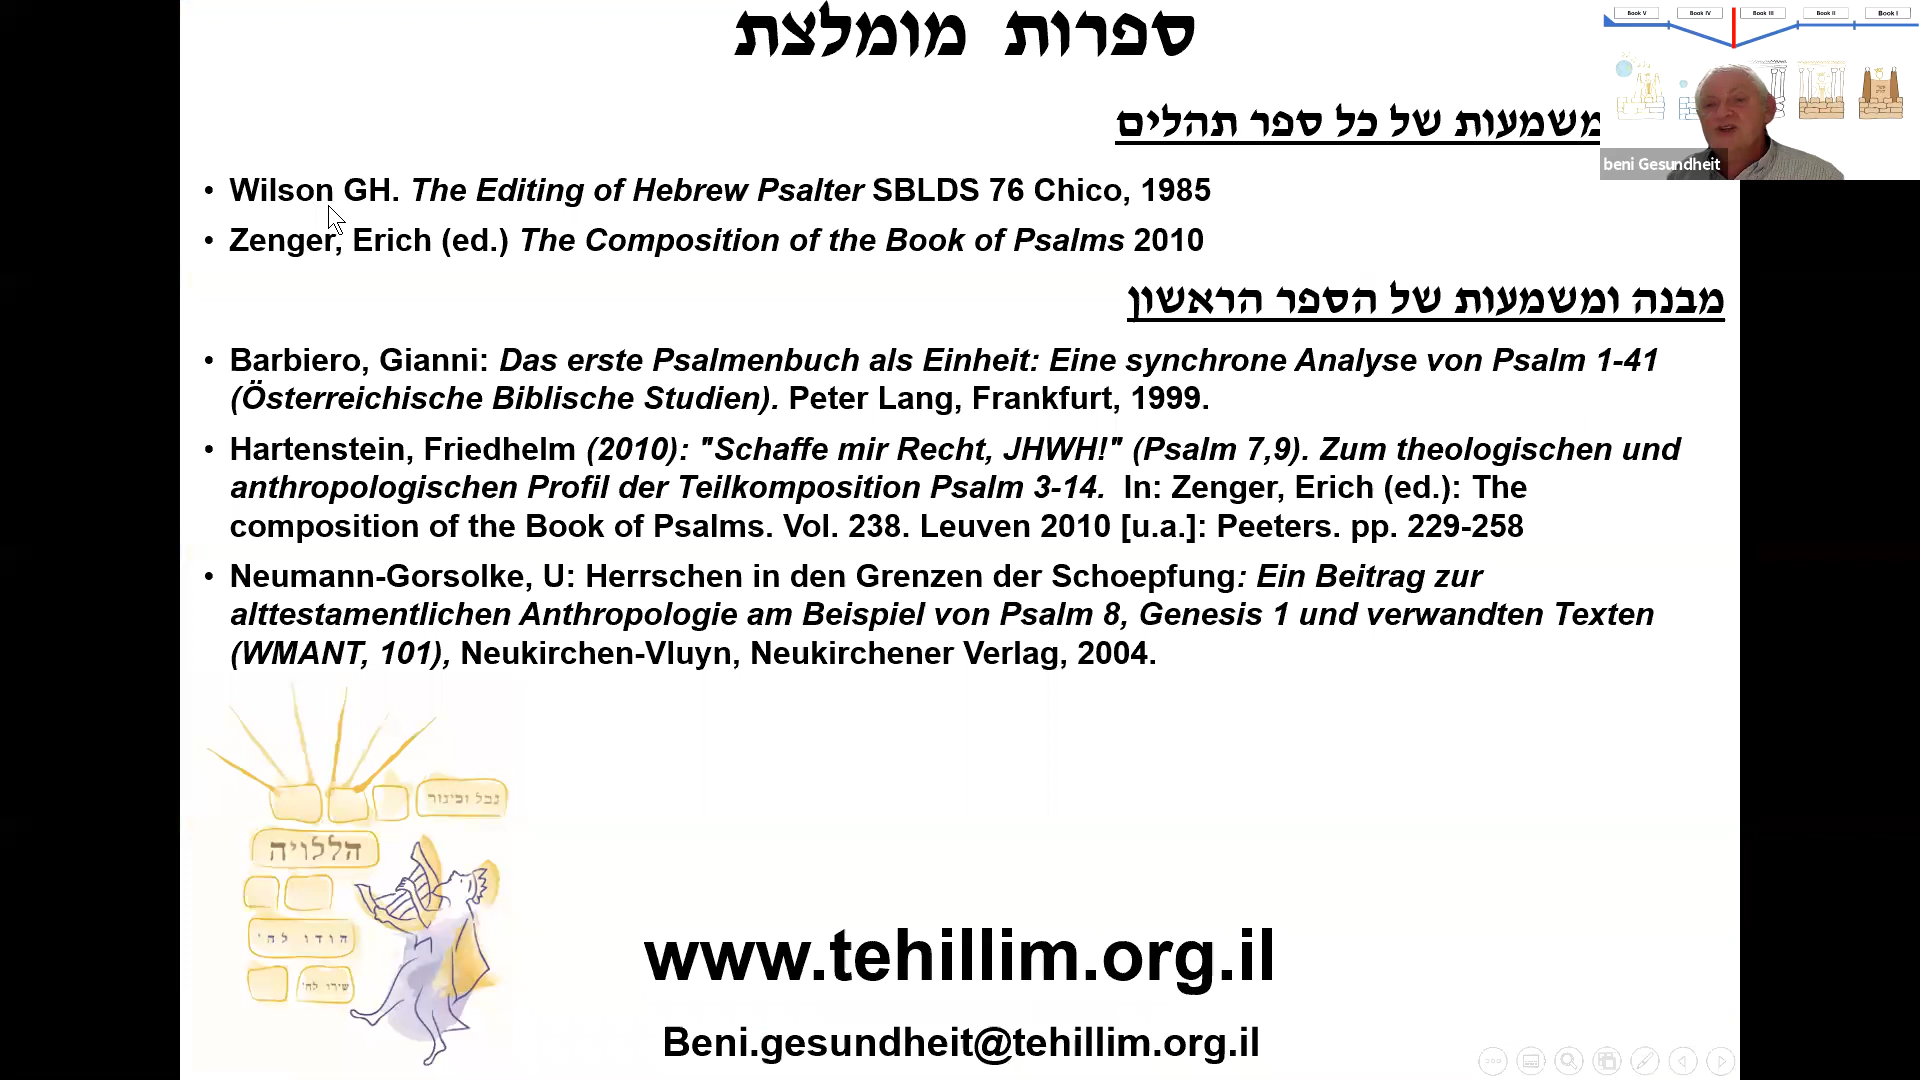 ספרות מומלצת
Book V Book IV Book III Book II Book I
beni Gesundheit
משמעות של כל ספר תהלים
• Wilson GH. The Editing of Hebrew Psalter SBLDS 76 Chico, 1985
• Zenger, Erich (ed.) The Composition of the Book of Psalms 2010
מבנה ומשמעות של הספר הראשון
• Barbiero, Gianni: Das erste Psalmenbuch als Einheit: Eine synchrone Analyse von Psalm 1-41
(Österreichische Biblische Studien). Peter Lang, Frankfurt, 1999.
• Hartenstein, Friedhelm (2010): "Schaffe mir Recht, JHWH!" (Psalm 7,9). Zum theologischen und
anthropologischen Profil der Teilkomposition Psalm 3-14. In: Zenger, Erich (ed.): The
composition of the Book of Psalms. Vol. 238. Leuven 2010 [u.a.]: Peeters. pp. 229-258
• Neumann-Gorsolke, U: Herrschen in den Grenzen der Schoepfung: Ein Beitrag zur
alttestamentlichen Anthropologie am Beispiel von Psalm 8, Genesis 1 und verwandten Texten
(WMANT, 101), Neukirchen-Vluyn, Neukirchener Verlag, 2004.
נבל וכינור
הללויה
הודו לה'
שירו לה'
www.tehillim.org.il
Beni.gesundheit@tehillim.org.il